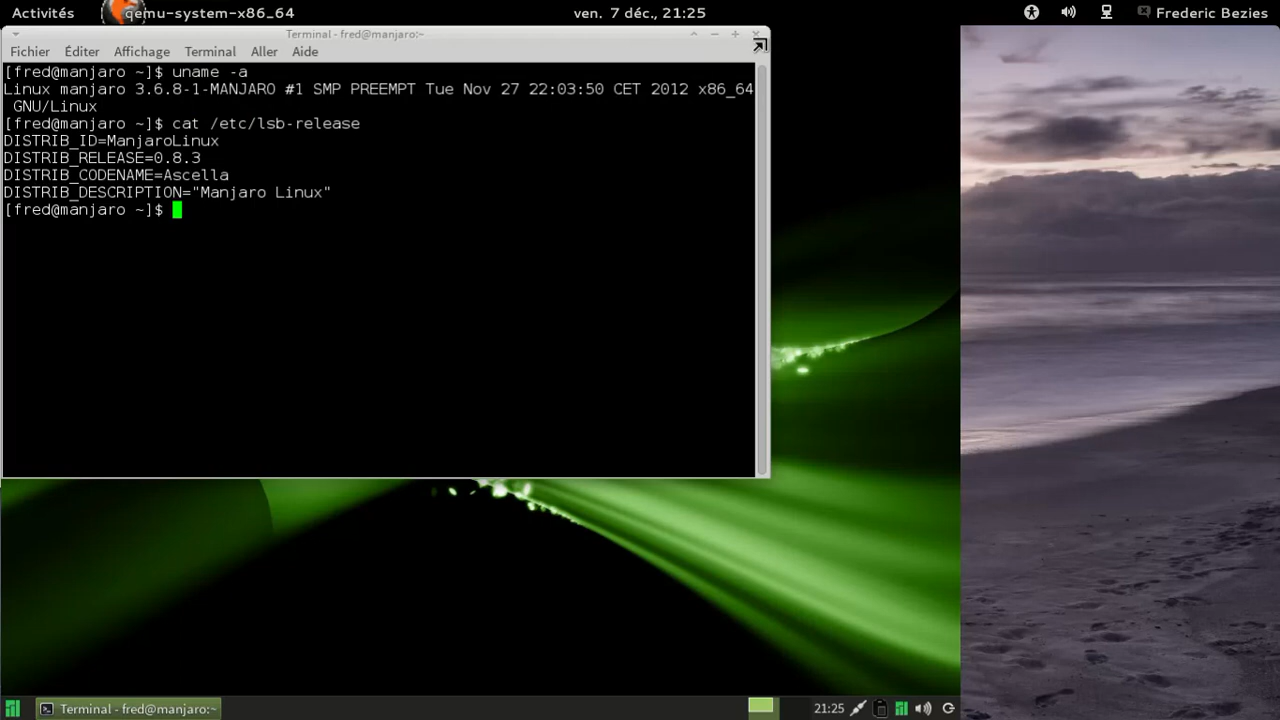 Activités qemu-system-x86_64 ven. 7 déc., 21:25 Frederic Bezies
Terminal - fred@manjaro:~
Fichier Éditer Affichage Terminal Aller Aide
[fred@manjaro ~]$ uname -a
Linux manjaro 3.6.8-1-MANJARO #1 SMP PREEMPT Tue Nov 27 22:03:50 CET 2012 x86_64
GNU/Linux
[fred@manjaro ~]$ cat /etc/lsb-release
DISTRIB_ID=ManjaroLinux
DISTRIB_RELEASE=0.8.3
DISTRIB_CODENAME=Ascella
DISTRIB_DESCRIPTION="Manjaro Linux"
[fred@manjaro ~]$
Terminal - fred@manjaro:~ 21:25